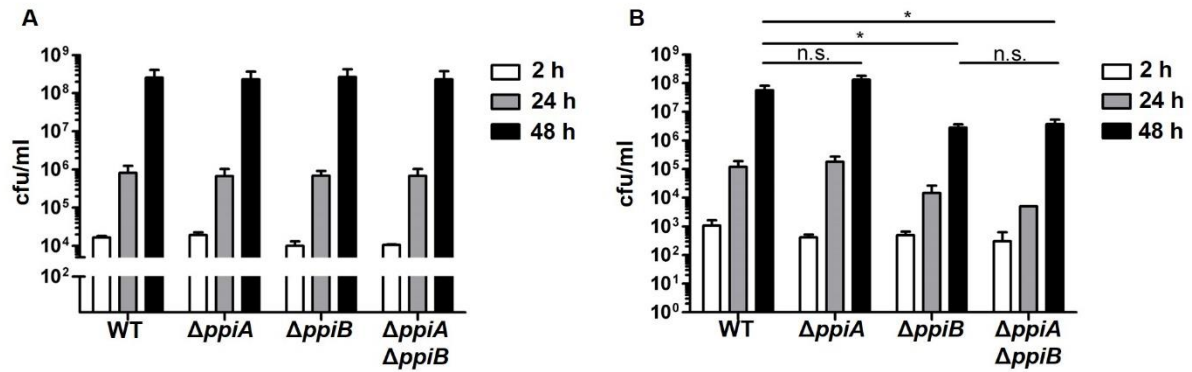 A
cfu/ml
10⁹
10⁸
10⁷
10⁶
10⁵
10⁴
10²
WT
ΔppiA
ΔppiB
ΔppiA
ΔppiB
2 h
24 h
48 h
B
cfu/ml
10⁹
10⁸
10⁷
10⁶
10⁵
10⁴
10³
10²
10¹
10⁰
*
*
n.s.
n.s.
WT
ΔppiA
ΔppiB
ΔppiA
ΔppiB
2 h
24 h
48 h